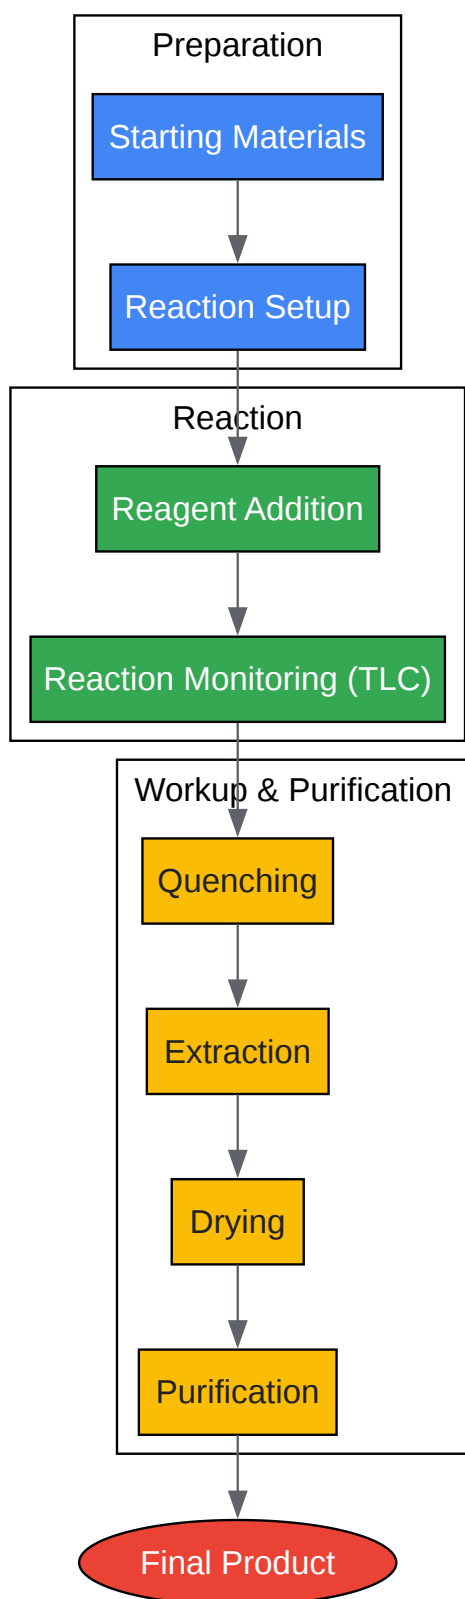 Preparation
Starting Materials
Reaction Setup
Reaction
Reagent Addition
Reaction Monitoring (TLC)
Workup & Purification
Quenching
Extraction
Drying
Purification
Final Product